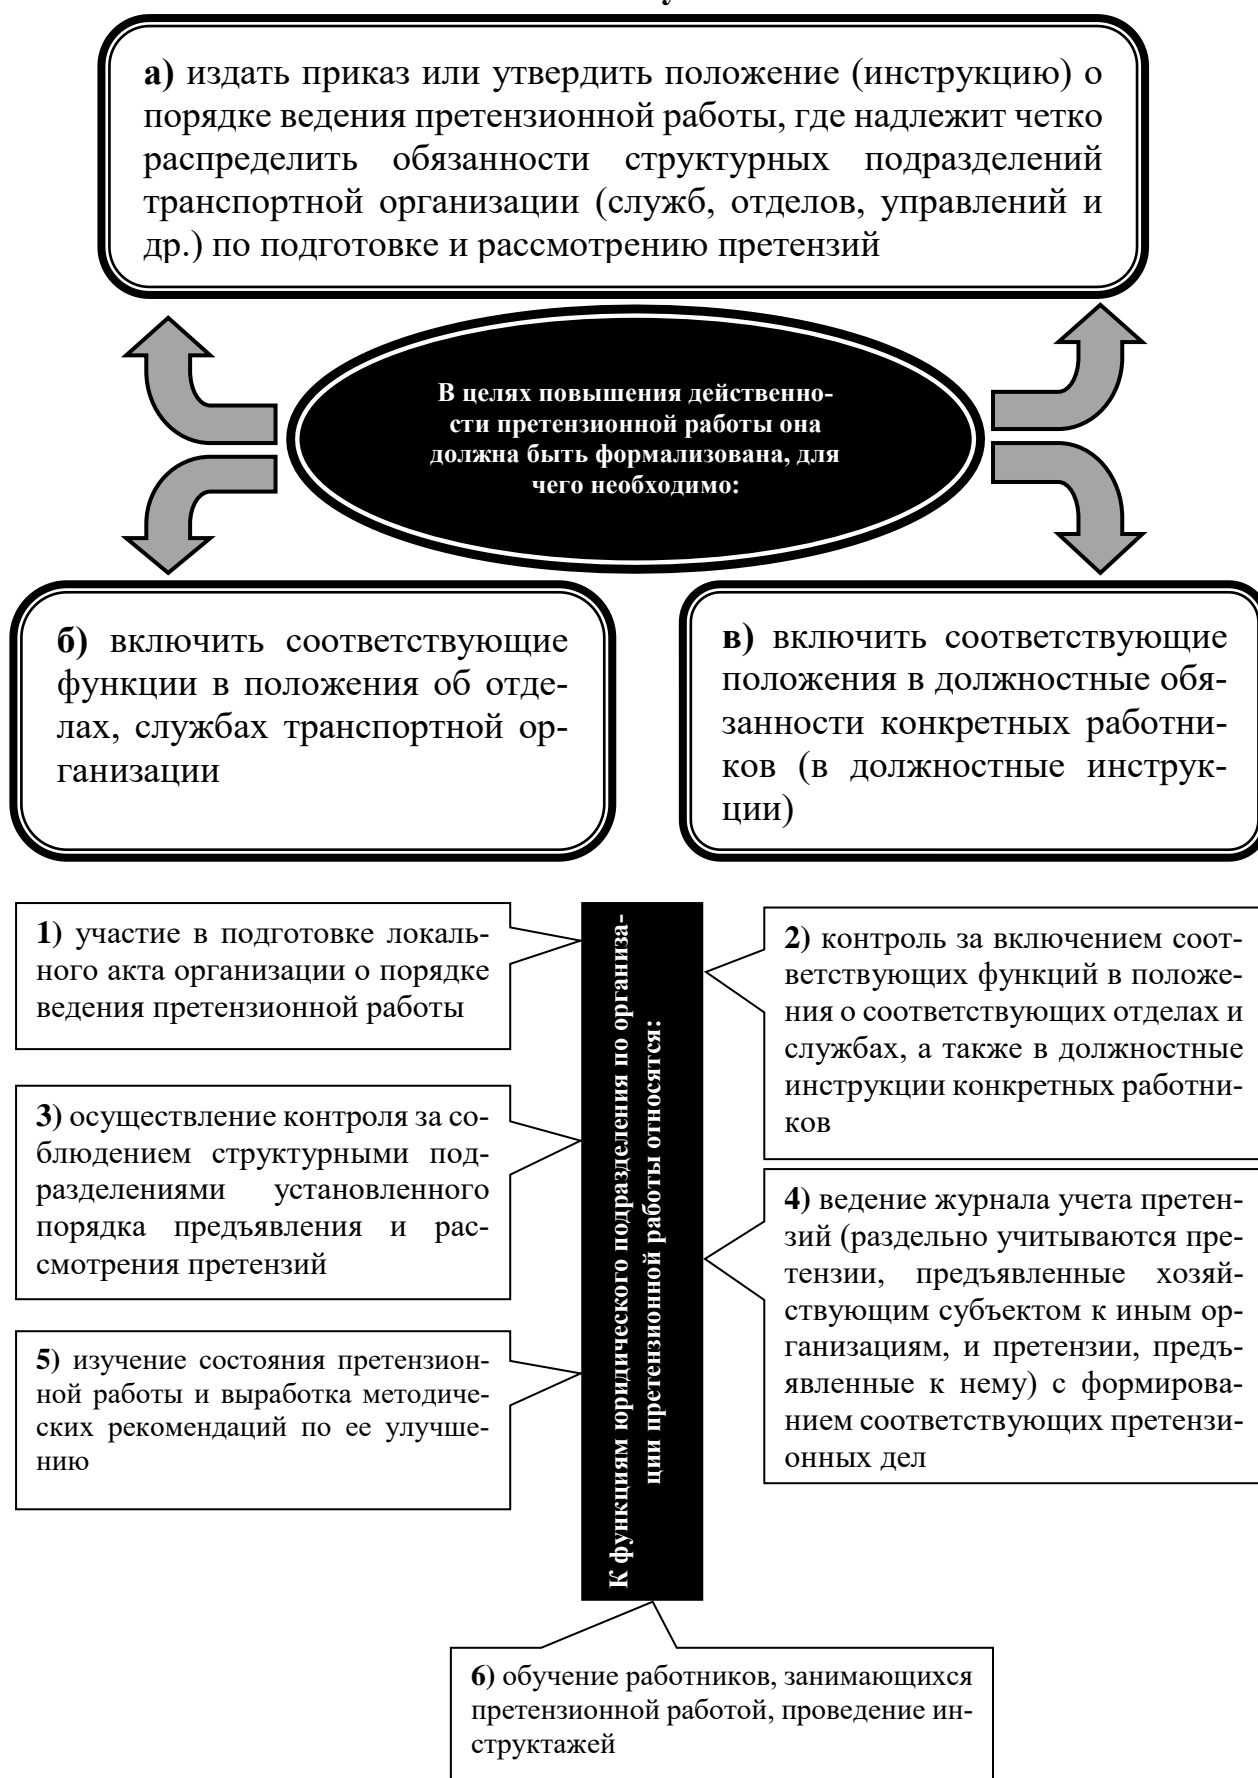 а) издать приказ или утвердить положение (инструкцию) о
порядке ведения претензионной работы, где надлежит четко
распределить обязанности структурных подразделений
транспортной организации (служб, отделов, управлений и
др.) по подготовке и рассмотрению претензий
В целях повышения действенно-
сти претензионной работы она
должна быть формализована, для
чего необходимо:
б) включить соответствующие
функции в положения об отде-
лах, службах транспортной ор-
ганизации
в) включить соответствующие
положения в должностные обя-
занности конкретных работни-
ков (в должностные инструк-
ции)
К функциям юридического подразделения по организа-
ции претензионной работы относятся:
1) участие в подготовке локаль-
ного акта организации о порядке
ведения претензионной работы
2) контроль за включением соот-
ветствующих функций в положе-
ния о соответствующих отделах и
службах, а также в должностные
инструкции конкретных работни-
ков
3) осуществление контроля за со-
блюдением структурными под-
разделениями установленного
порядка предъявления и рас-
смотрения претензий
4) ведение журнала учета претен-
зий (раздельно учитываются пре-
тензии, предъявленные хозяй-
ствующим субъектом к иным ор-
ганизациям, и претензии, предъ-
явленные к нему) с формирова-
нием соответствующих претензи-
онных дел
5) изучение состояния претензион-
ной работы и выработка методиче-
ских рекомендаций по ее улучше-
нию
6) обучение работников, занимающихся
претензионной работой, проведение ин-
структажей